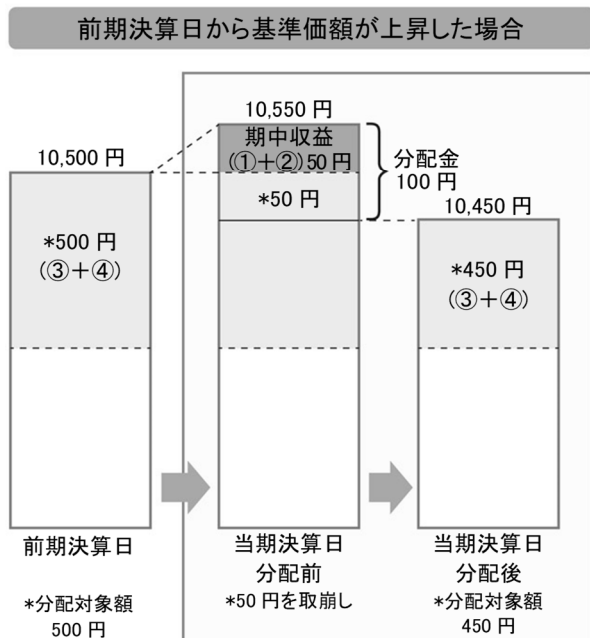 前期決算日から基準価額が上昇した場合
10,550 円
期中収益
(①+②)50 円
*50 円
分配金
100 円
10,500 円
*500 円
(③+④)
10,450 円
*450 円
(③+④)
前期決算日
*分配対象額
500 円
当期決算日
分配前
*50 円を取崩し
当期決算日
分配後
*分配対象額
450 円